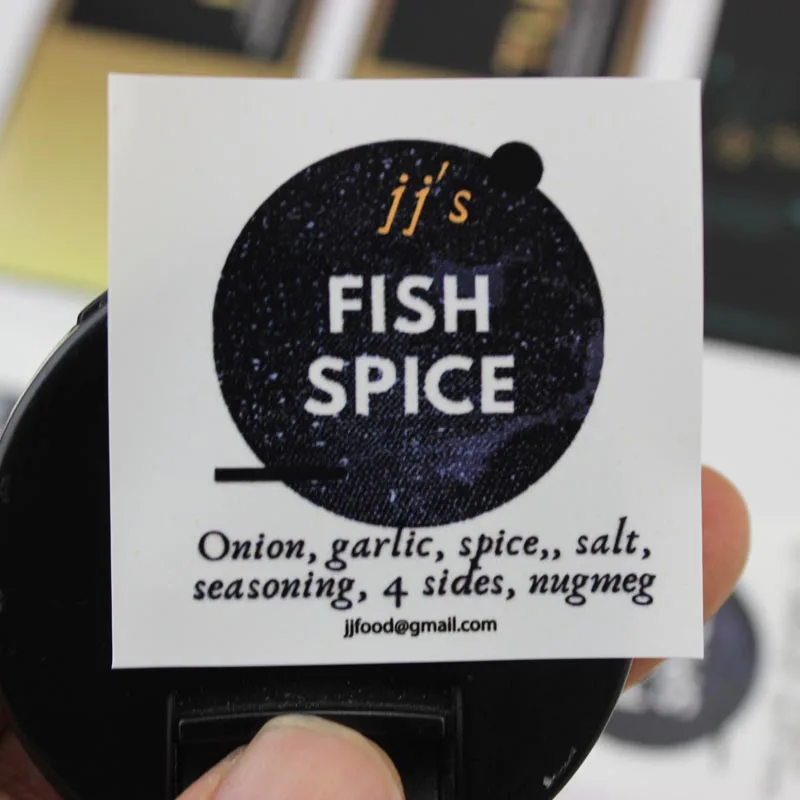 jj's
FISH
SPICE
Onion, garlic, spice,, salt,
seasoning, 4 sides, nugmeg
jjfood@gmail.com